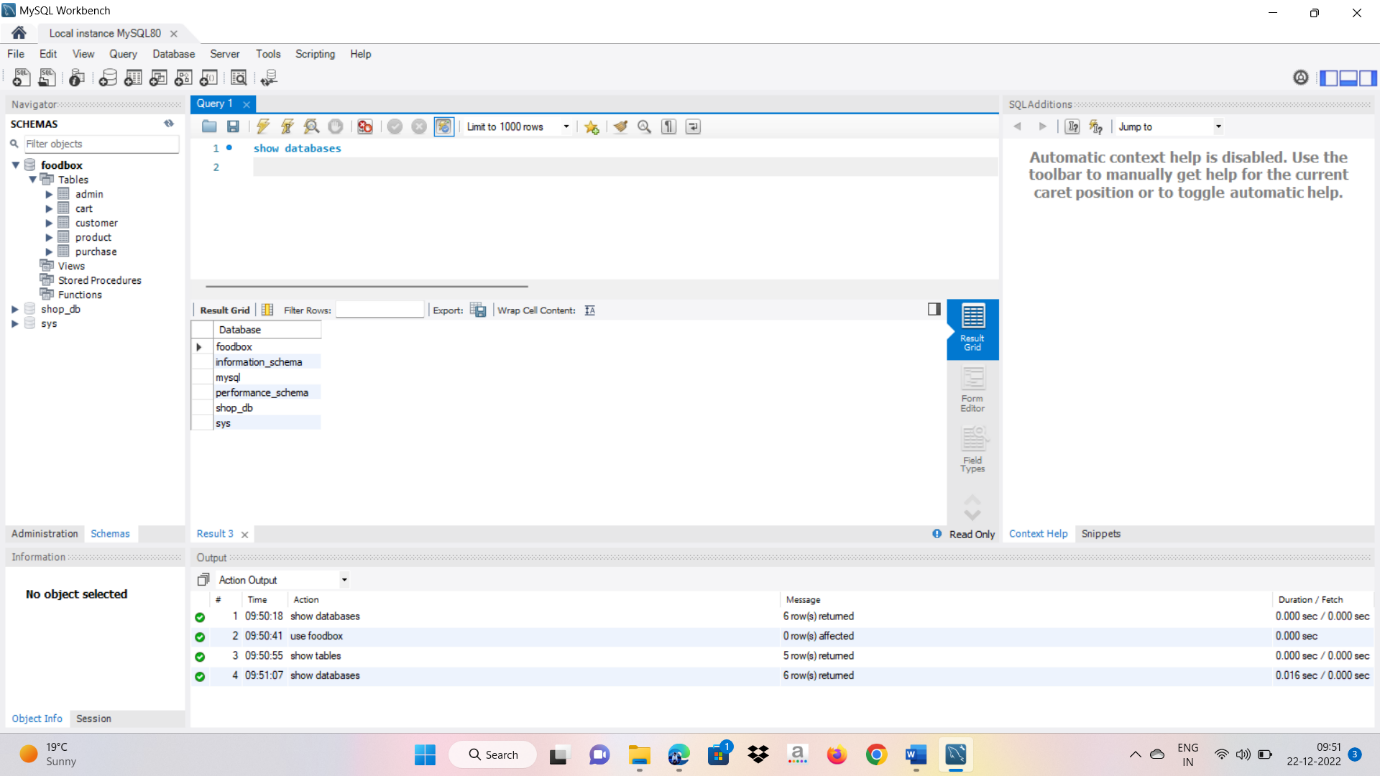 MySQL Workbench
Local instance MySQL80
File Edit View Query Database Server Tools Scripting Help
Navigator
SCHEMAS
Filter objects
foodbox
Tables
admin
cart
customer
product
purchase
Views
Stored Procedures
Functions
shop_db
sys
Administration Schemas
Information
No object selected
Object Info Session
Query 1
Limit to 1000 rows
1 show databases
2
Result Grid Filter Rows: Export: Wrap Cell Content:
Database
foodbox
information_schema
mysql
performance_schema
shop_db
sys
Result
Grid
Form
Editor
Field
Types
Result 3 Read Only
SQLAdditions
Jump to
Automatic context help is disabled. Use the
toolbar to manually get help for the current
caret position or to toggle automatic help.
Context Help Snippets
Output
Action Output
# Time Action Message Duration / Fetch
1 09:50:18 show databases 6 row(s) returned 0.000 sec / 0.000 sec
2 09:50:41 use foodbox 0 row(s) affected 0.000 sec
3 09:50:55 show tables 5 row(s) returned 0.000 sec / 0.000 sec
4 09:51:07 show databases 6 row(s) returned 0.016 sec / 0.000 sec
19°C
Sunny
Search
1
a
W
ENG
IN
09:51
22-12-2022
3